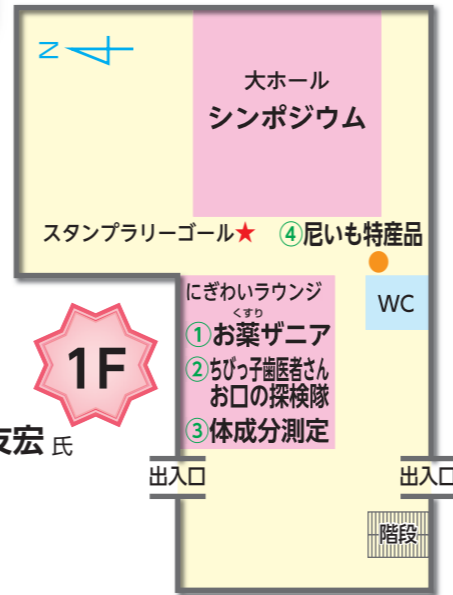 N
大ホール
シンポジウム
スタンプラリーゴール★ ④尼いも特産品
にぎわいラウンジ
くすり
①お薬ザニア
②ちびっ子歯医者さん
お口の探検隊
③体成分測定
WC
1F
友宏 氏
出入口
出入口
階段